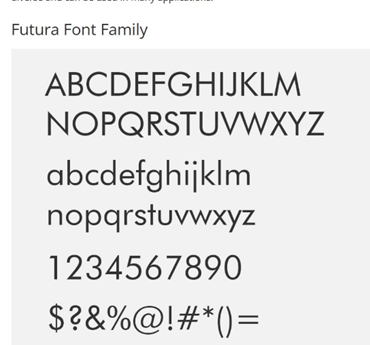 Futura Font Family
ABCDEFGHIJKLM
NOPQRSTUVWXYZ
abcdefghijklm
nopqrstuvwxyz
1234567890
$?&%@!#*()=